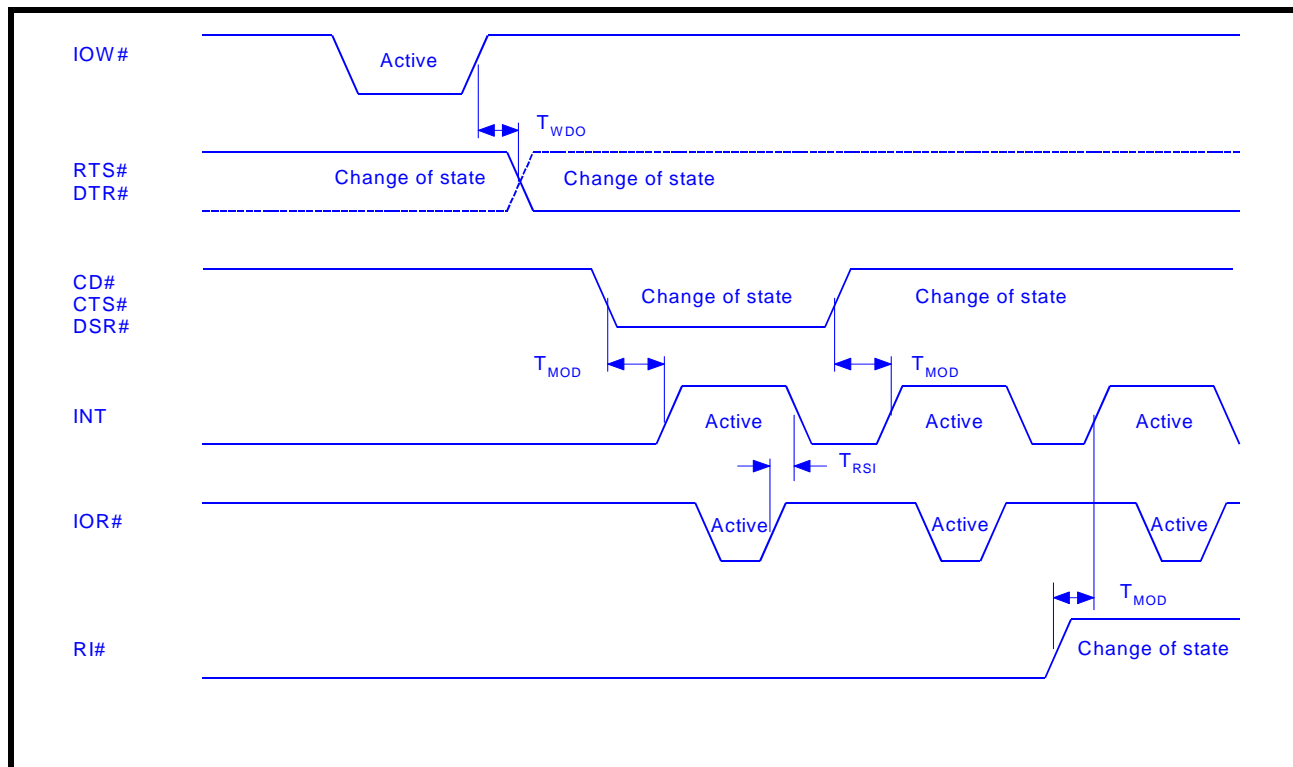 IOW#
Active
TWDO
RTS#
DTR#
Change of state Change of state
CD#
CTS#
DSR#
Change of state Change of state
TMOD TMOD
INT
Active Active Active
TRSI
IOR#
Active Active Active
TMOD
RI#
Change of state